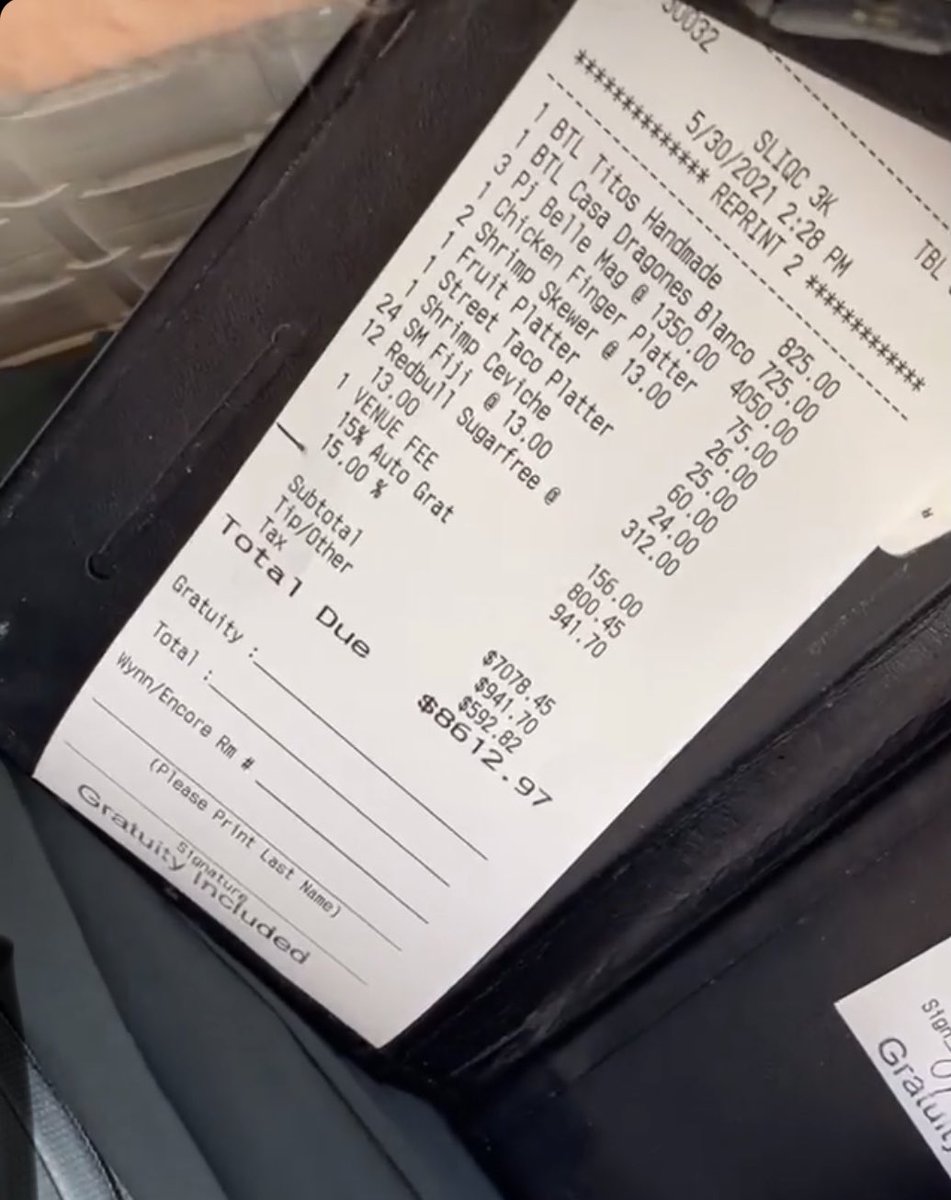 30032
TBL
SLIQC 3K
5/30/2021 2:28 PM
************ REPRINT 2 ************
1 BTL Titos Handmade 825.00
1 BTL Casa Dragones Blanco 725.00
3 Pj Belle Mag @ 1350.00 4050.00
1 Chicken Finger Platter 75.00
2 Shrimp Skewer @ 13.00 26.00
1 Fruit Platter 25.00
1 Street Taco Platter 60.00
1 Shrimp Ceviche 24.00
24 SM Fiji @ 13.00 312.00
12 Redbull Sugarfree @
13.00 156.00
1 VENUE FEE 800.45
15% Auto Grat 941.70
15.00 %
Subtotal $7078.45
Tip/Other $941.70
Tax $592.82
Total Due $8612.97
Gratuity :
Total :
Wynn/Encore Rm #
(Please Print Last Name)
Signature
Gratuity Included